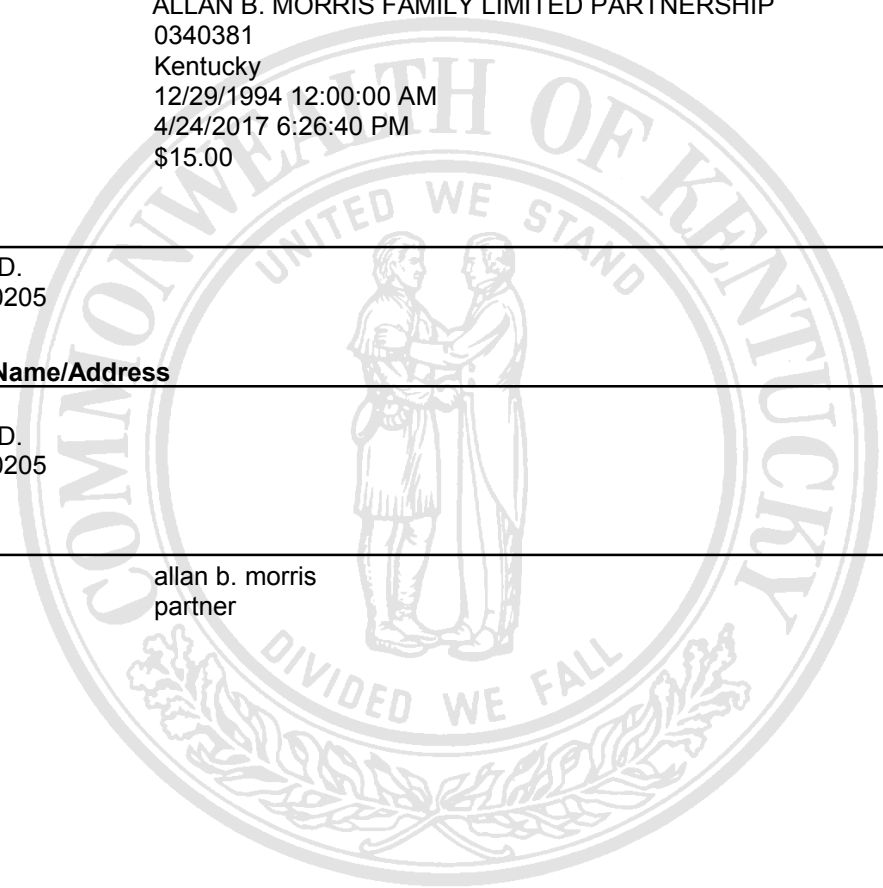 ALLAN B. MORRIS FAMILY LIMITED PARTNERSHIP
0340381
Kentucky
12/29/1994 12:00:00 AM
4/24/2017 6:26:40 PM
$15.00
D.
0205
Name/Address
D.
0205
allan b. morris
partner
COMMONWEALTH OF KENTUCKY
UNITED WE STAND
DIVIDED WE FALL